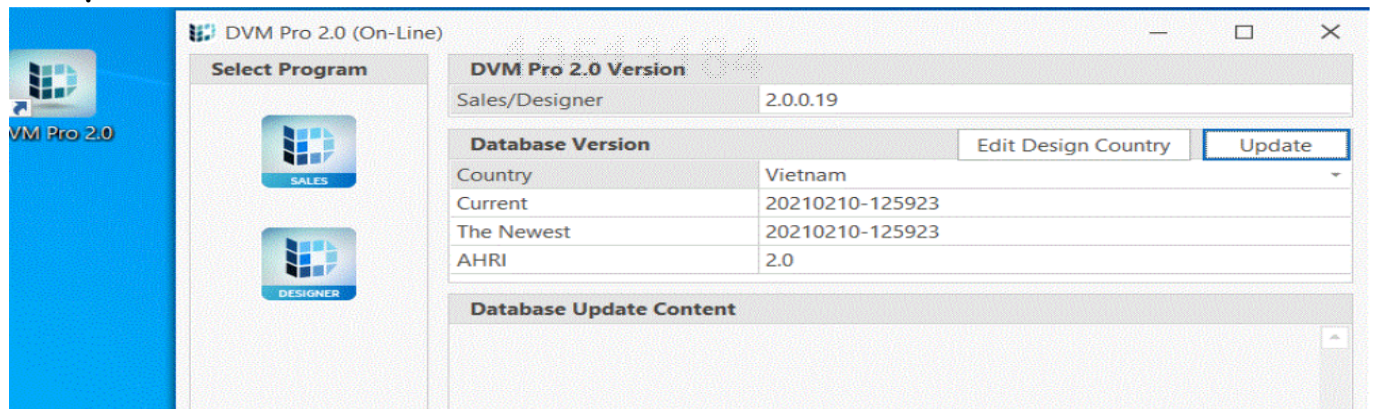 DVM Pro 2.0 (On-Line)
Select Program
DVM Pro 2.0 Version
Sales/Designer 2.0.0.19
VM Pro 2.0
Database Version Edit Design Country Update
SALES
Country Vietnam
Current 20210210-125923
The Newest 20210210-125923
AHRI 2.0
DESIGNER
Database Update Content